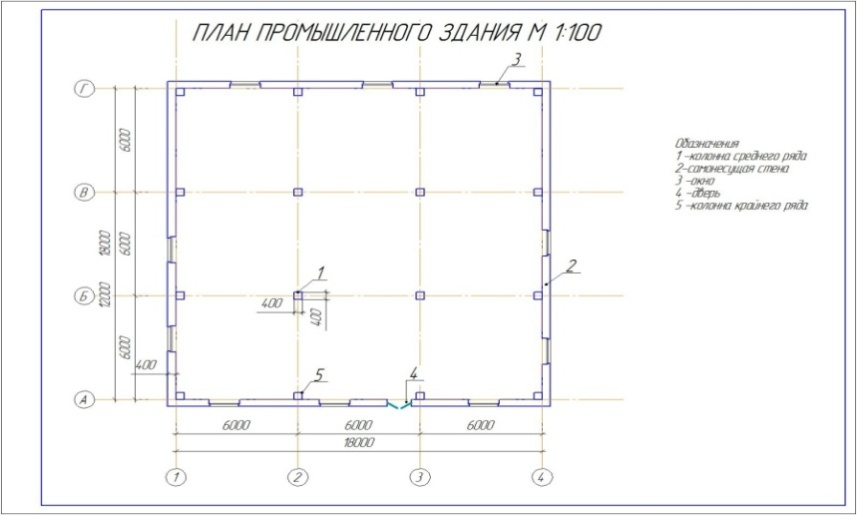 ПЛАН ПРОМЫШЛЕННОГО ЗДАНИЯ М 1:100
3
Г
6000
Обазначения
1 -колонна среднего ряда
2-самонесущая стена
3 -окно
4 -дверь
5 -колонна крайнего ряда
В
18000
6000
12000
2
1
Б
400
400
6000
400
5
4
А
6000
6000
6000
18000
1
2
3
4